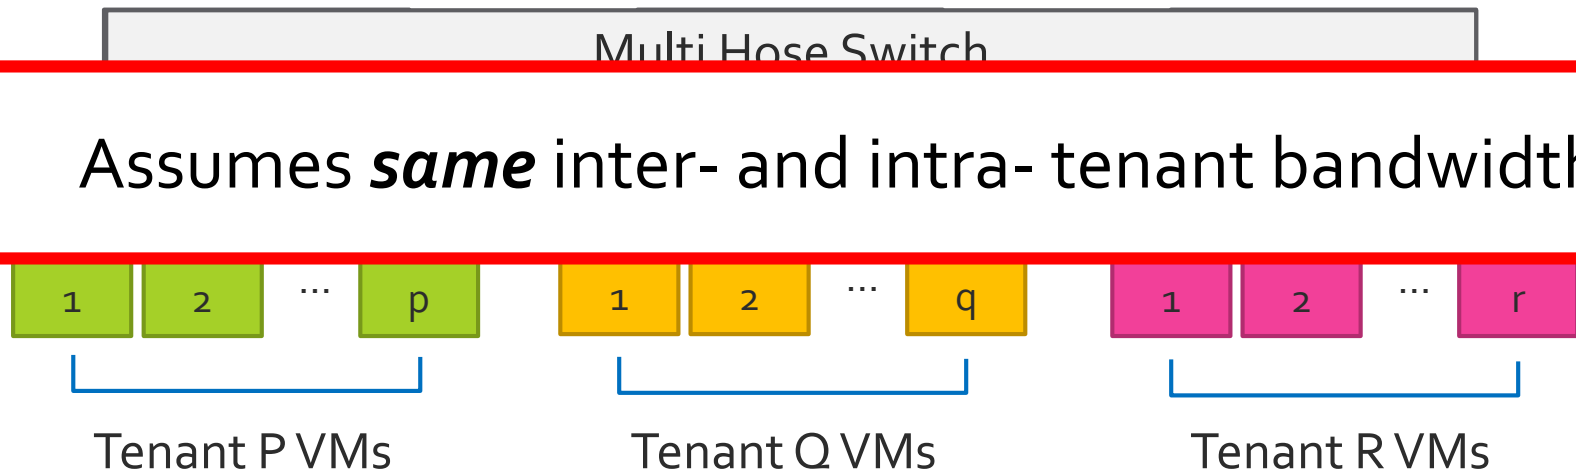 Multi Hose Switch
Assumes same inter- and intra- tenant bandwidth
1 2 ... p 1 2 ... q 1 2 ... r
Tenant P VMs Tenant Q VMs Tenant R VMs